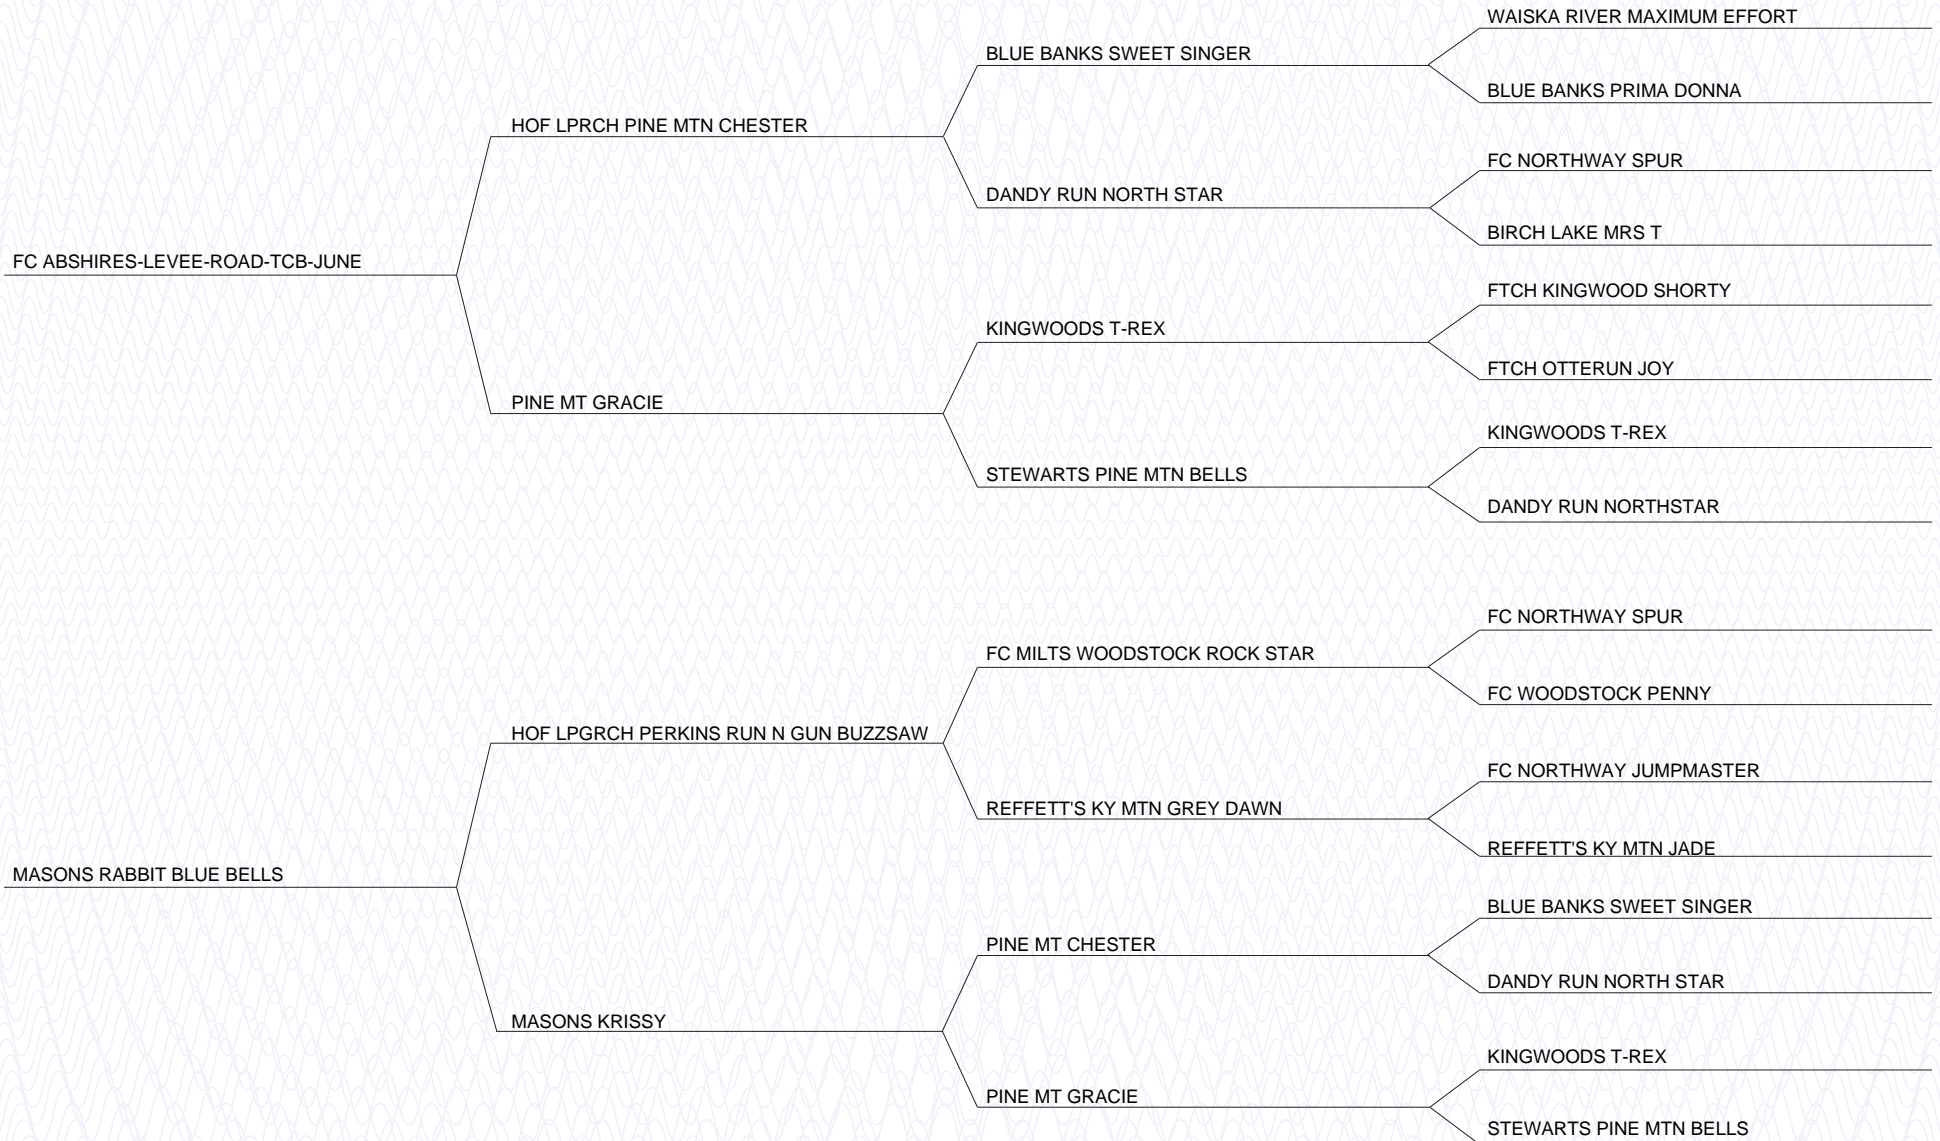 WAISKA RIVER MAXIMUM EFFORT
BLUE BANKS SWEET SINGER
BLUE BANKS PRIMA DONNA
HOF LPRCH PINE MTN CHESTER
FC NORTHWAY SPUR
DANDY RUN NORTH STAR
BIRCH LAKE MRS T
FC ABSHIRES-LEVEE-ROAD-TCB-JUNE
FTCH KINGWOOD SHORTY
KINGWOODS T-REX
FTCH OTTERUN JOY
PINE MT GRACIE
KINGWOODS T-REX
STEWARTS PINE MTN BELLS
DANDY RUN NORTHSTAR
FC NORTHWAY SPUR
FC MILTS WOODSTOCK ROCK STAR
FC WOODSTOCK PENNY
HOF LPGRCH PERKINS RUN N GUN BUZZSAW
FC NORTHWAY JUMPMASTER
REFFETT'S KY MTN GREY DAWN
REFFETT'S KY MTN JADE
MASONS RABBIT BLUE BELLS
BLUE BANKS SWEET SINGER
PINE MT CHESTER
DANDY RUN NORTH STAR
MASONS KRISSY
KINGWOODS T-REX
PINE MT GRACIE
STEWARTS PINE MTN BELLS